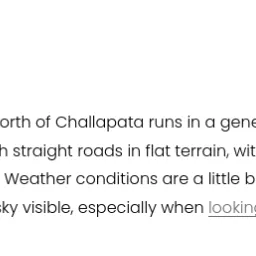 orth of Challapata runs in a gene
h straight roads in flat terrain, wit
Weather conditions are a little b
sky visible, especially when looking